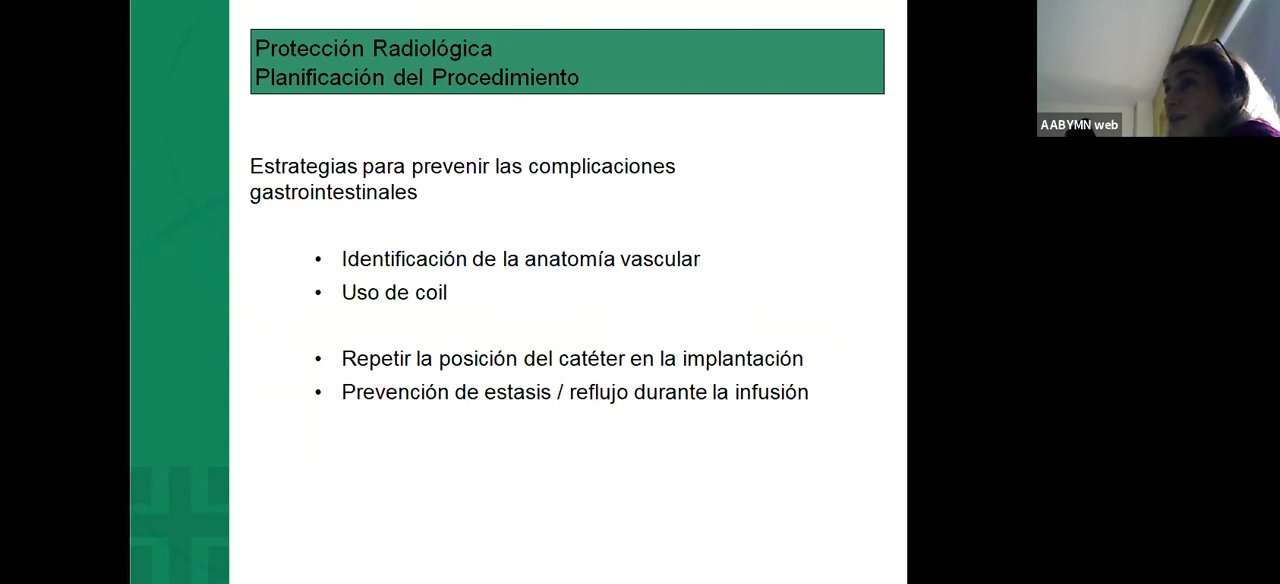 Protección Radiológica
Planificación del Procedimiento
AABYMN web
Estrategias para prevenir las complicaciones
gastrointestinales
• Identificación de la anatomía vascular
• Uso de coil
• Repetir la posición del catéter en la implantación
• Prevención de estasis / reflujo durante la infusión